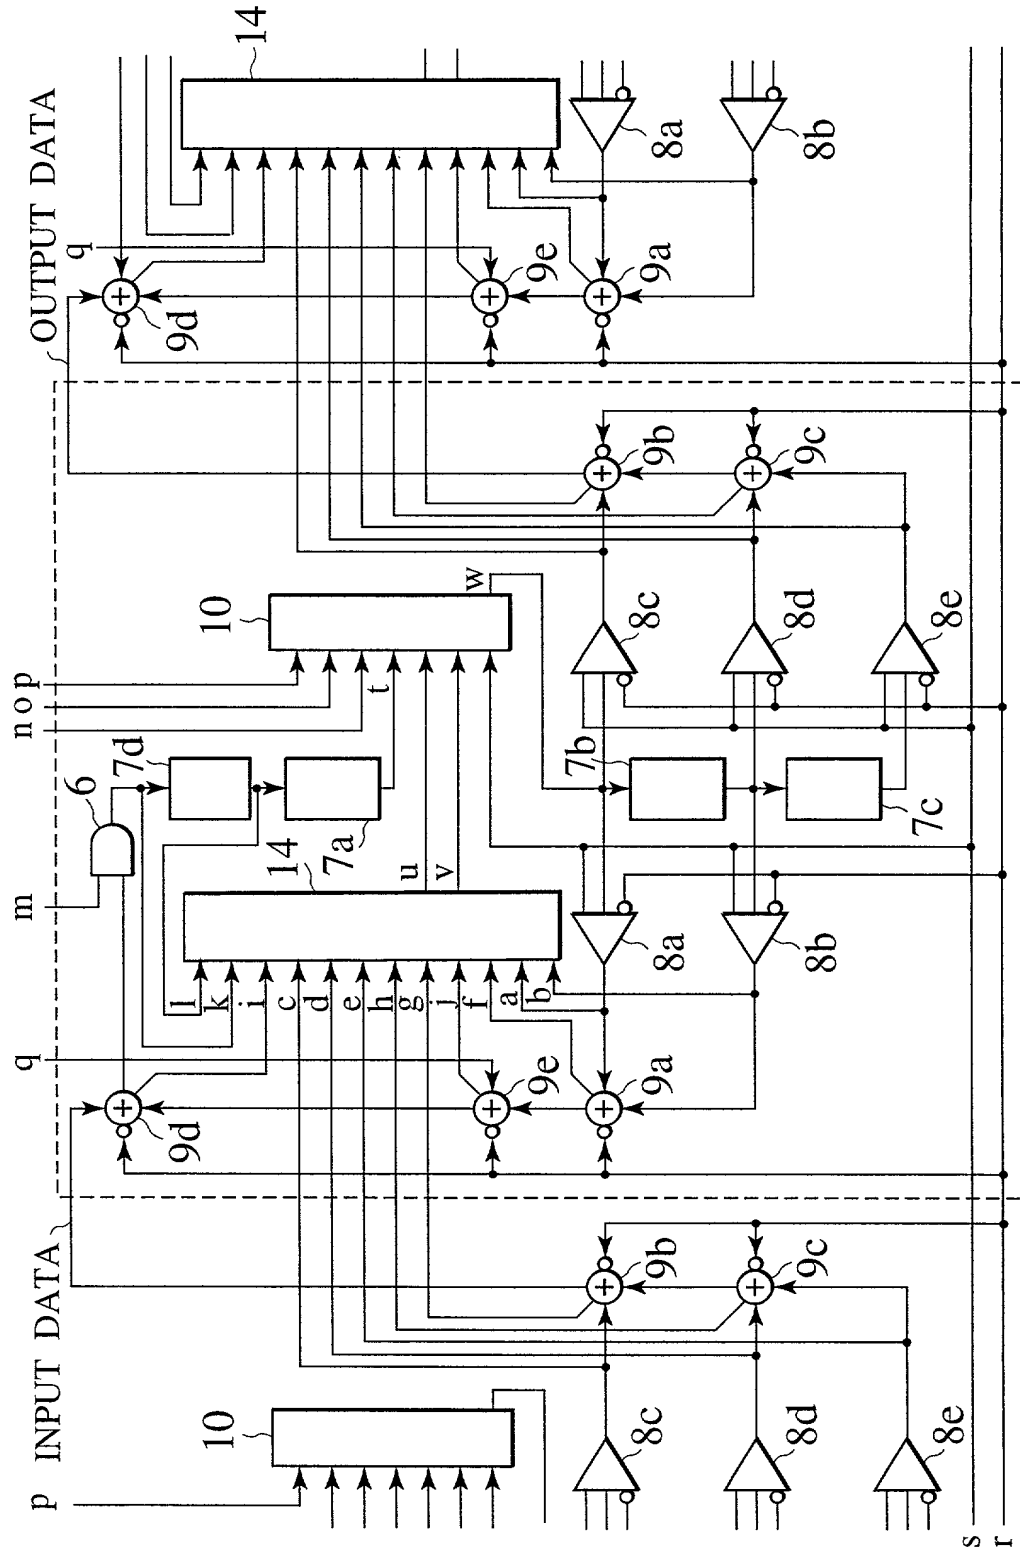 p INPUT DATA
q
m
n o p
q
OUTPUT DATA
10
9d
9e
9a
9b
9c
8c
8d
8e
l
k
i
c
d
e
h
g
j
f
a
b
14
u
v
8a
8b
6
7d
7a
t
10
w
7b
7c
8c
8d
8e
9b
9c
9d
9e
9a
14
8a
8b
s
r